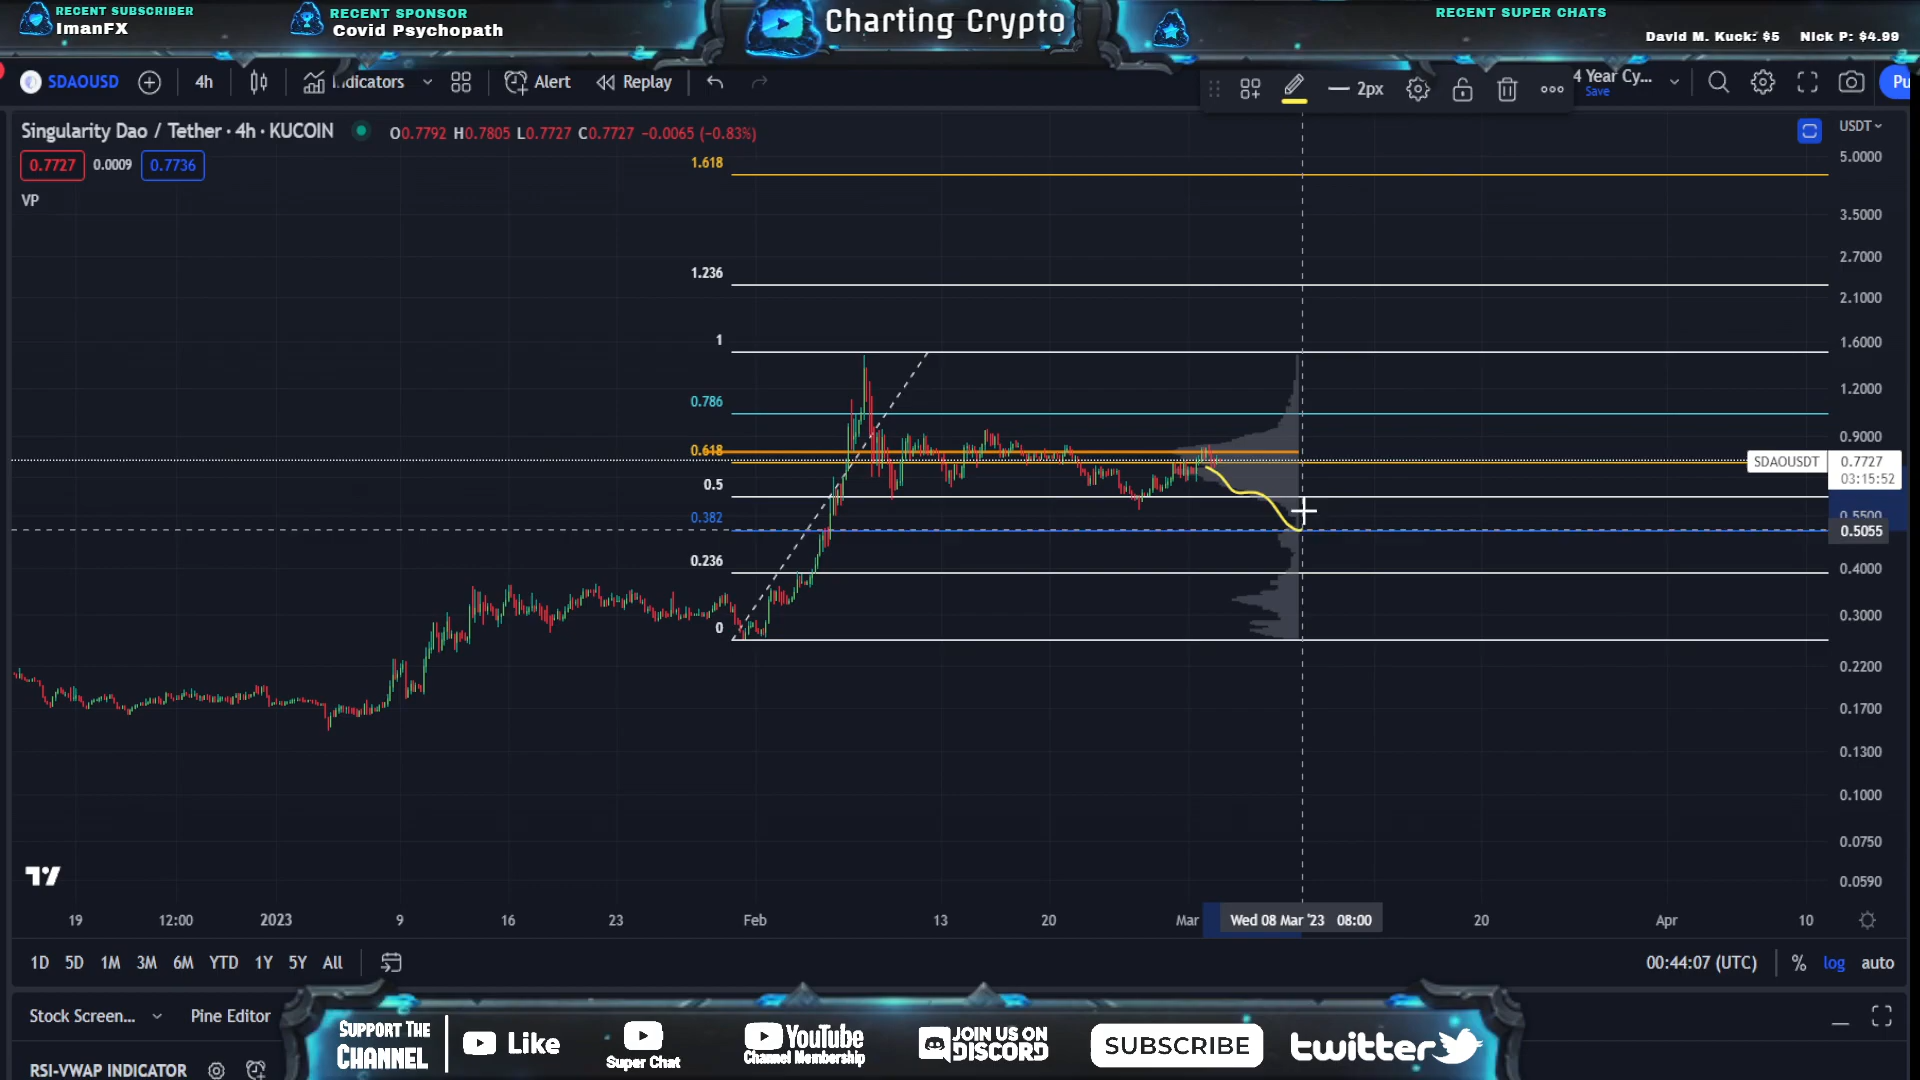 RECENT SUBSCRIBER
ImanFX
RECENT SPONSOR
Covid Psychopath
Charting Crypto
RECENT SUPER CHATS
David M. Kuck: $5 Nick P: $4.99
SDAOUSD 4h Indicators Alert Replay 2px 4 Year Cy... Save Pu
Singularity Dao / Tether · 4h · KUCOIN O0.7792 H0.7805 L0.7727 C0.7727 -0.0065 (-0.83%) USDT
0.7727 0.0009 0.7736
VP
1.618
1.236
1
0.786
0.618
0.5
0.382
0.236
0
5.0000
3.5000
2.7000
2.1000
1.6000
1.2000
0.9000
SDAOUSDT 0.7727
03:15:52
0.5500
0.5055
0.4000
0.3000
0.2200
0.1700
0.1300
0.1000
0.0750
0.0590
19 12:00 2023 9 16 23 Feb 13 20 Mar Wed 08 Mar '23 08:00 20 Apr 10
1D 5D 1M 3M 6M YTD 1Y 5Y All 00:44:07 (UTC) % log auto
Stock Screen... Pine Editor
SUPPORT THE
CHANNEL
Like
Super Chat
YouTube
Channel Membership
JOIN US ON
DISCORD
SUBSCRIBE
twitter
RSI-VWAP INDICATOR